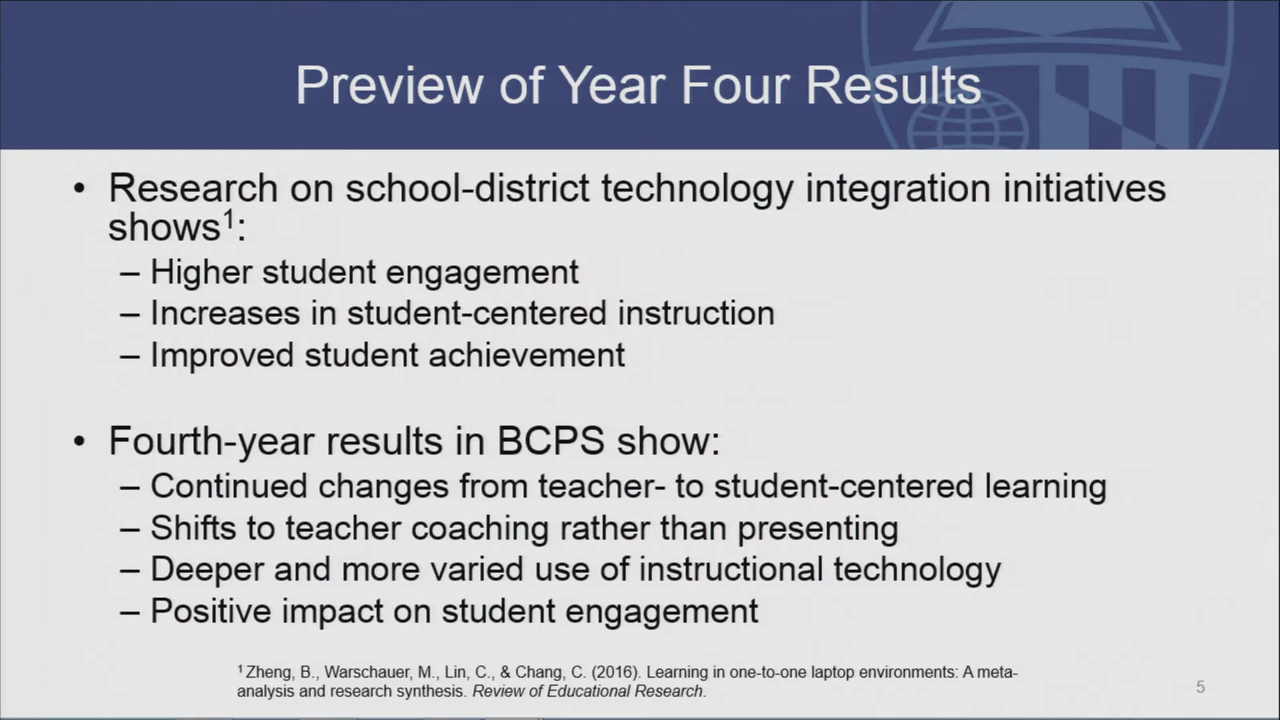 Preview of Year Four Results
• Research on school-district technology integration initiatives
shows¹:
– Higher student engagement
– Increases in student-centered instruction
– Improved student achievement
• Fourth-year results in BCPS show:
– Continued changes from teacher- to student-centered learning
– Shifts to teacher coaching rather than presenting
– Deeper and more varied use of instructional technology
– Positive impact on student engagement
¹ Zheng, B., Warschauer, M., Lin, C., & Chang, C. (2016). Learning in one-to-one laptop environments: A meta-
analysis and research synthesis. Review of Educational Research.
5